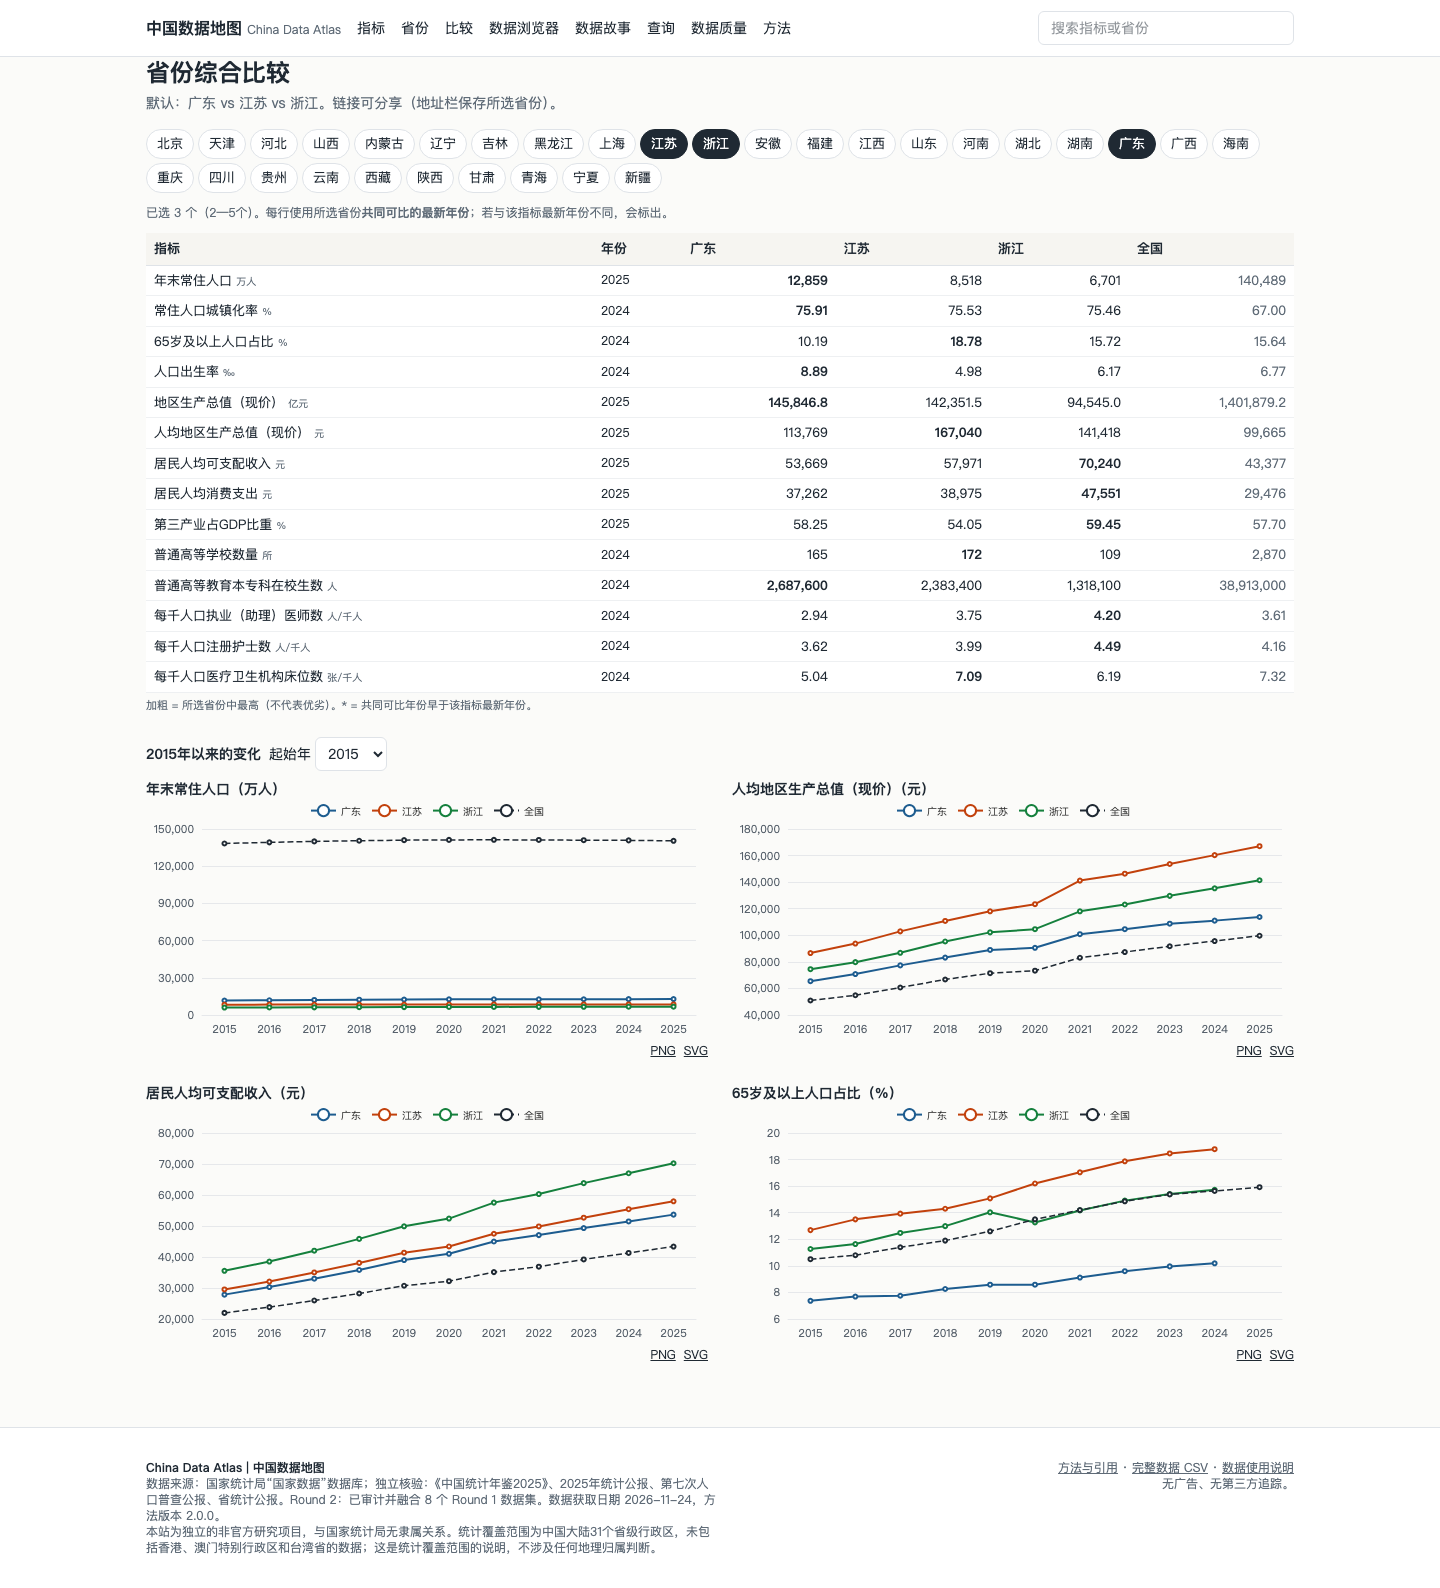 中国数据地图 China Data Atlas 指标 省份 比较 数据浏览器 数据故事 查询 数据质量 方法 搜索指标或省份
省份综合比较
默认：广东 vs 江苏 vs 浙江。链接可分享（地址栏保存所选省份）。
北京 天津 河北 山西 内蒙古 辽宁 吉林 黑龙江 上海 江苏 浙江 安徽 福建 江西 山东 河南 湖北 湖南 广东 广西 海南
重庆 四川 贵州 云南 西藏 陕西 甘肃 青海 宁夏 新疆
已选 3 个（2—5个）。每行使用所选省份共同可比的最新年份；若与该指标最新年份不同，会标出。
指标 年份 广东 江苏 浙江 全国
年末常住人口 万人 2025 12,859 8,518 6,701 140,489
常住人口城镇化率 % 2024 75.91 75.53 75.46 67.00
65岁及以上人口占比 % 2024 10.19 18.78 15.72 15.64
人口出生率 ‰ 2024 8.89 4.98 6.17 6.77
地区生产总值（现价） 亿元 2025 145,846.8 142,351.5 94,545.0 1,401,879.2
人均地区生产总值（现价） 元 2025 113,769 167,040 141,418 99,665
居民人均可支配收入 元 2025 53,669 57,971 70,240 43,377
居民人均消费支出 元 2025 37,262 38,975 47,551 29,476
第三产业占GDP比重 % 2025 58.25 54.05 59.45 57.70
普通高等学校数量 所 2024 165 172 109 2,870
普通高等教育本专科在校生数 人 2024 2,687,600 2,383,400 1,318,100 38,913,000
每千人口执业（助理）医师数 人/千人 2024 2.94 3.75 4.20 3.61
每千人口注册护士数 人/千人 2024 3.62 3.99 4.49 4.16
每千人口医疗卫生机构床位数 张/千人 2024 5.04 7.09 6.19 7.32
加粗 = 所选省份中最高（不代表优劣）。* = 共同可比年份早于该指标最新年份。
2015年以来的变化 起始年 2015
年末常住人口（万人）
广东 江苏 浙江 全国
150,000
120,000
90,000
60,000
30,000
0
2015 2016 2017 2018 2019 2020 2021 2022 2023 2024 2025
PNG SVG
人均地区生产总值（现价）（元）
广东 江苏 浙江 全国
180,000
160,000
140,000
120,000
100,000
80,000
60,000
40,000
2015 2016 2017 2018 2019 2020 2021 2022 2023 2024 2025
PNG SVG
居民人均可支配收入（元）
广东 江苏 浙江 全国
80,000
70,000
60,000
50,000
40,000
30,000
20,000
2015 2016 2017 2018 2019 2020 2021 2022 2023 2024 2025
PNG SVG
65岁及以上人口占比（%）
广东 江苏 浙江 全国
20
18
16
14
12
10
8
6
2015 2016 2017 2018 2019 2020 2021 2022 2023 2024 2025
PNG SVG
China Data Atlas | 中国数据地图
数据来源：国家统计局“国家数据”数据库；独立核验：《中国统计年鉴2025》、2025年统计公报、第七次人
口普查公报、省统计公报。Round 2：已审计并融合 8 个 Round 1 数据集。数据获取日期 2026-11-24，方
法版本 2.0.0。
本站为独立的非官方研究项目，与国家统计局无隶属关系。统计覆盖范围为中国大陆31个省级行政区，未包
括香港、澳门特别行政区和台湾省的数据；这是统计覆盖范围的说明，不涉及任何地理归属判断。
方法与引用 · 完整数据 CSV · 数据使用说明
无广告、无第三方追踪。